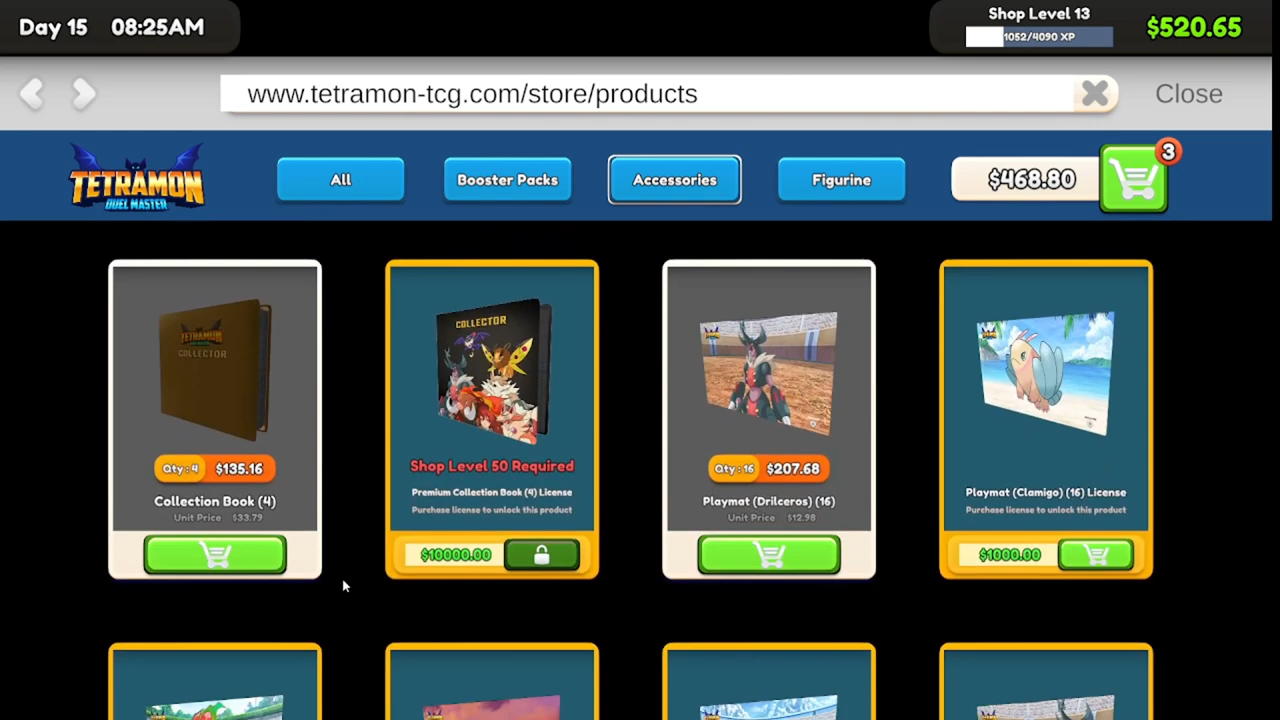 Day 15 08:25AM
Shop Level 13
1052/4090 XP
$520.65
www.tetramon-tcg.com/store/products
Close
TETRAMON
DUEL MASTER
All
Booster Packs
Accessories
Figurine
$468.80
3
TETRAMON
COLLECTOR
Qty : 4 $135.16
Collection Book (4)
Unit Price $33.79
COLLECTOR
Shop Level 50 Required
Premium Collection Book (4) License
Purchase license to unlock this product
$10000.00
Qty : 16 $207.68
Playmat (Drilceros) (16)
Unit Price $12.98
Playmat (Clamigo) (16) License
Purchase license to unlock this product
$1000.00